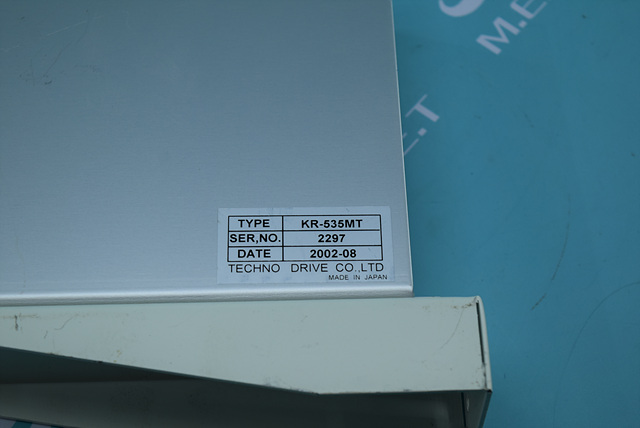 M.E
E.T
TYPE KR-535MT
SER,NO. 2297
DATE 2002-08
TECHNO DRIVE CO.,LTD
MADE IN JAPAN